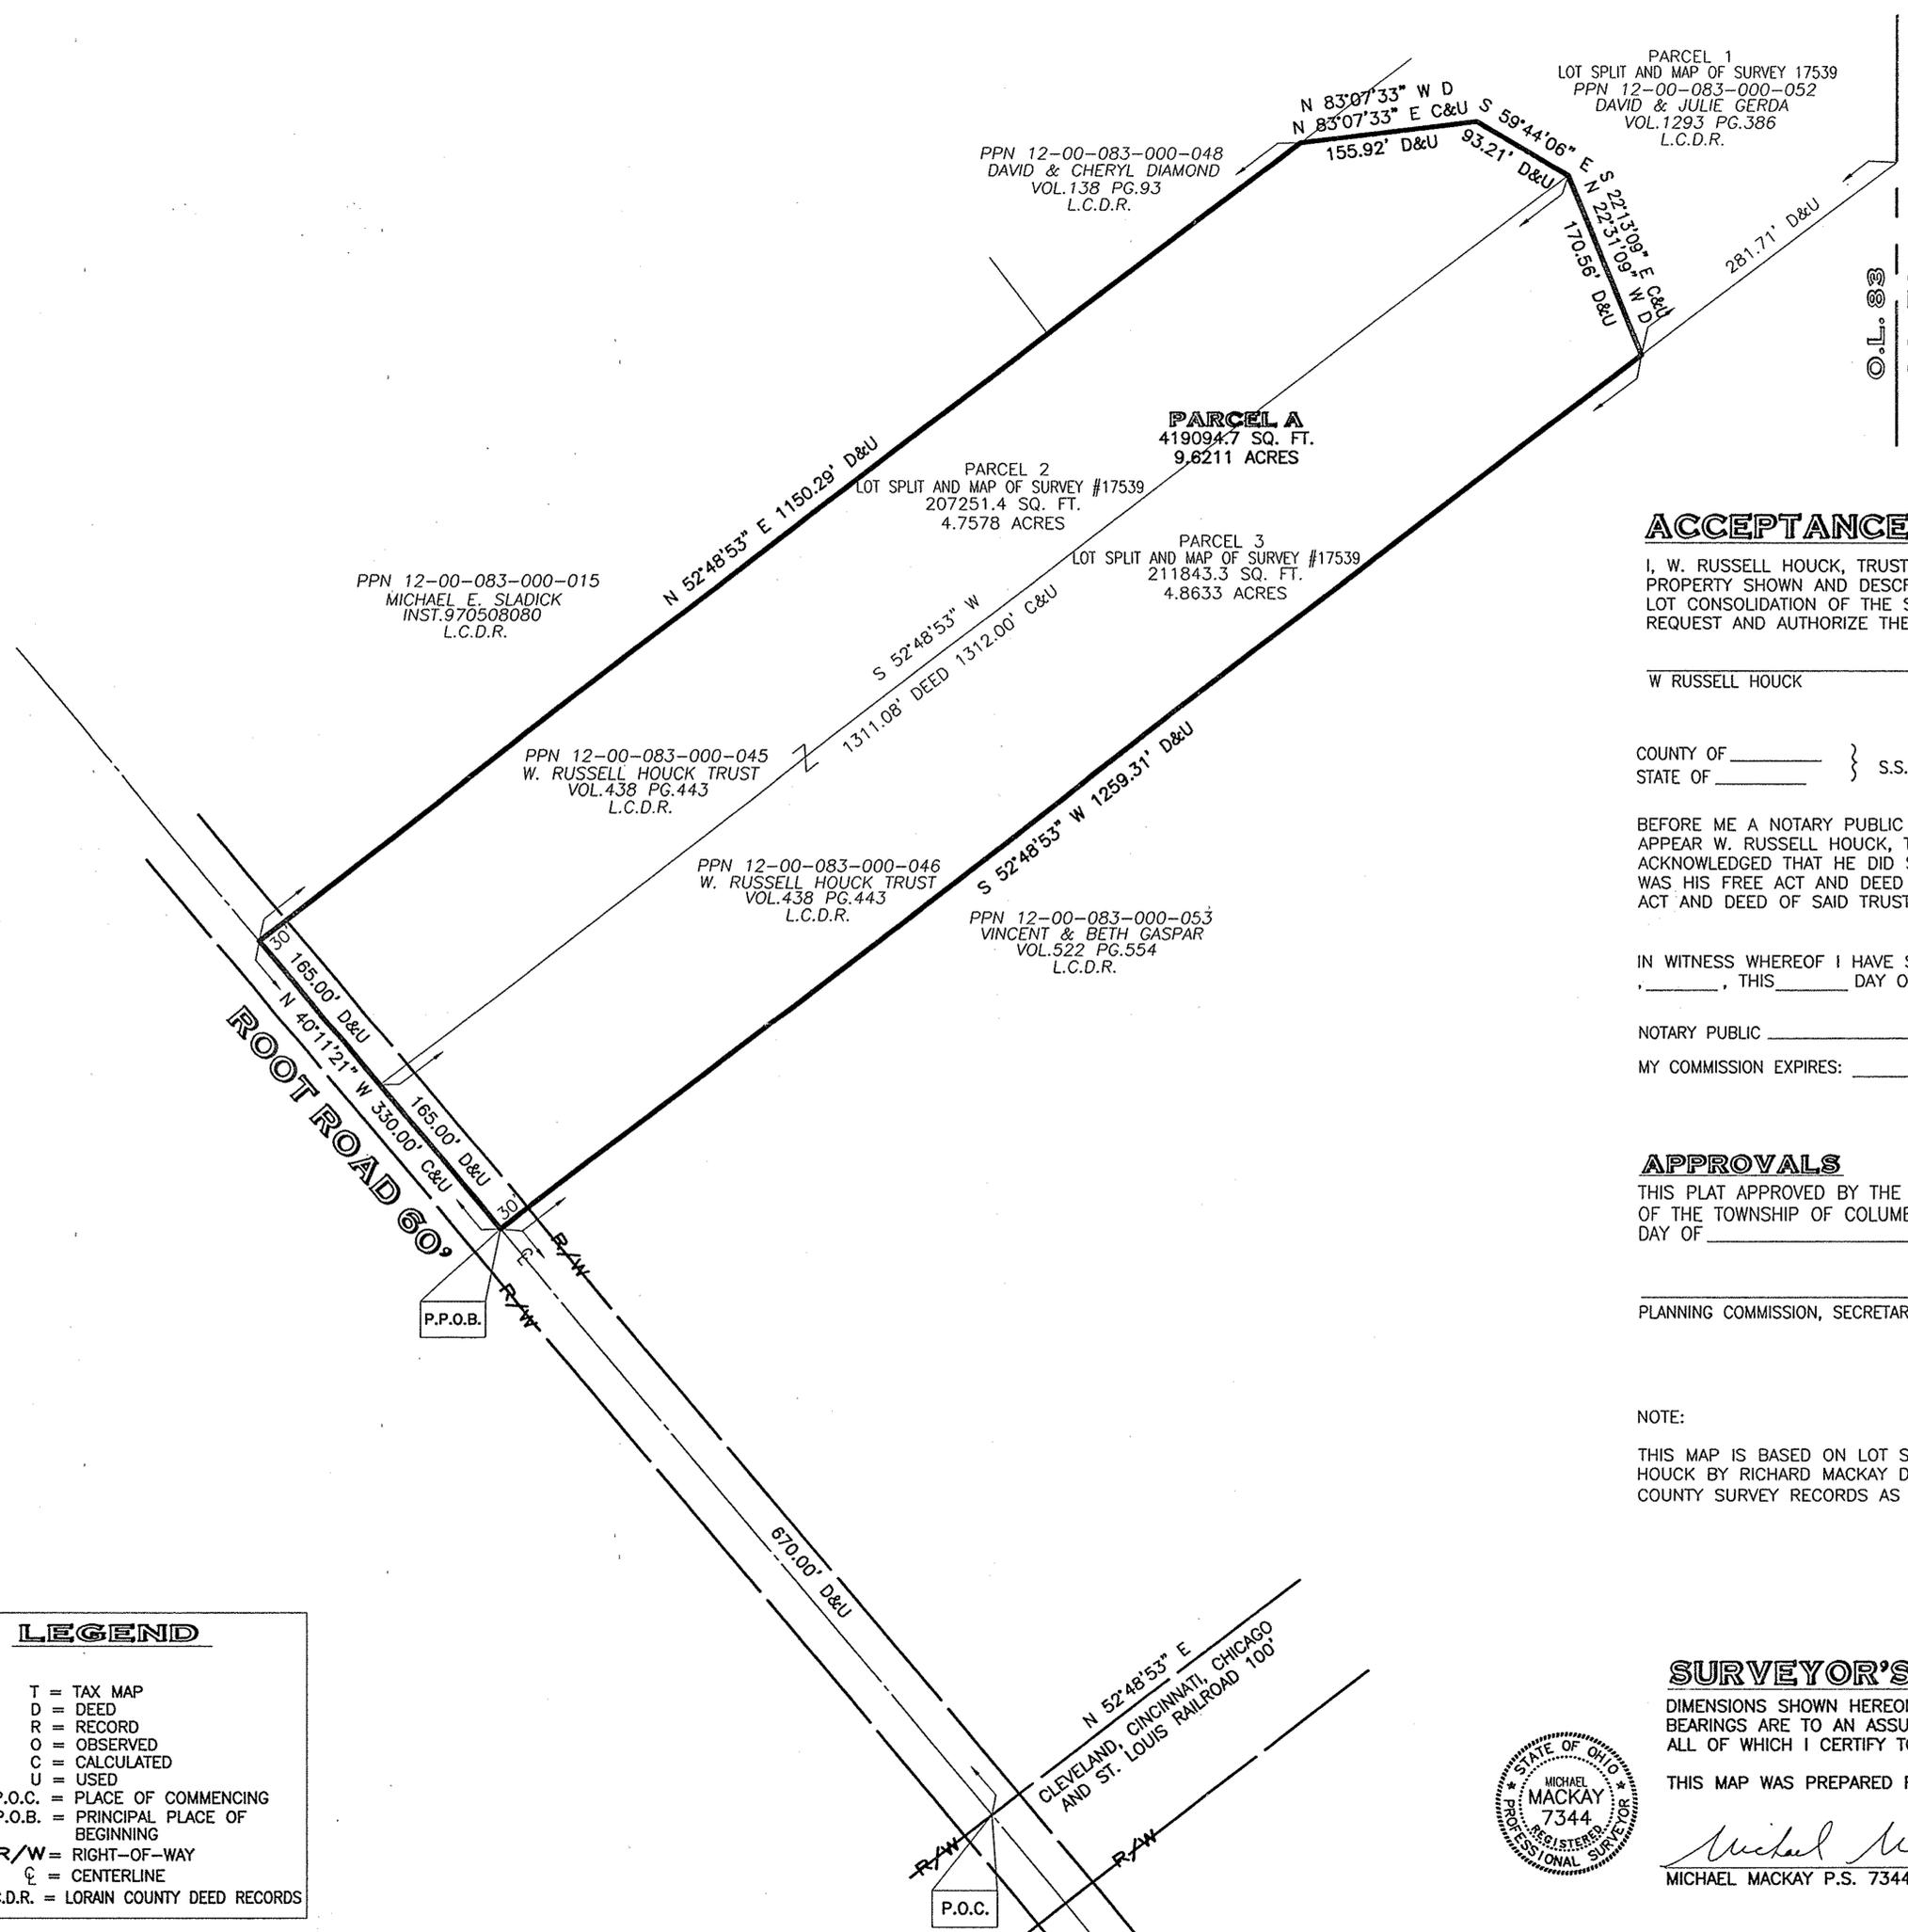 PARCEL 1
LOT SPLIT AND MAP OF SURVEY 17539
PPN 12-00-083-000-052
DAVID & JULIE GERDA
VOL.1293 PG.386
L.C.D.R.
N 83°07'33" W D
N 83°07'33" E C&U
155.92' D&U
S 59°44'06" E
93.21' D&U
S 22°13'09" E C&U
N 22°31'09" W D
170.56' D&U
281.71' D&U
O.L. 83
PPN 12-00-083-000-048
DAVID & CHERYL DIAMOND
VOL.138 PG.93
L.C.D.R.
PARCEL A
419094.7 SQ. FT.
9.6211 ACRES
N 52°48'53" E 1150.29' D&U
PARCEL 2
LOT SPLIT AND MAP OF SURVEY #17539
207251.4 SQ. FT.
4.7578 ACRES
PARCEL 3
LOT SPLIT AND MAP OF SURVEY #17539
211843.3 SQ. FT.
4.8633 ACRES
PPN 12-00-083-000-015
MICHAEL E. SLADICK
INST.970508080
L.C.D.R.
S 52°48'53" W
1311.08' DEED 1312.00' C&U
PPN 12-00-083-000-045
W. RUSSELL HOUCK TRUST
VOL.438 PG.443
L.C.D.R.
S 52°48'53" W 1259.31' D&U
PPN 12-00-083-000-046
W. RUSSELL HOUCK TRUST
VOL.438 PG.443
L.C.D.R.
PPN 12-00-083-000-053
VINCENT & BETH GASPAR
VOL.522 PG.554
L.C.D.R.
30'
165.00' D&U
N 40°11'21" W 330.00' C&U
165.00' D&U
30'
ROOT ROAD 60'
℄
R/W
R/W
P.P.O.B.
670.00' D&U
N 52°48'53" E
CLEVELAND, CINCINNATI, CHICAGO
AND ST. LOUIS RAILROAD 100'
R/W
R/W
P.O.C.
ACCEPTANCE
I, W. RUSSELL HOUCK, TRUST
PROPERTY SHOWN AND DESCR
LOT CONSOLIDATION OF THE S
REQUEST AND AUTHORIZE THE
W RUSSELL HOUCK
COUNTY OF
STATE OF
S.S.
BEFORE ME A NOTARY PUBLIC
APPEAR W. RUSSELL HOUCK, T
ACKNOWLEDGED THAT HE DID S
WAS HIS FREE ACT AND DEED
ACT AND DEED OF SAID TRUST
IN WITNESS WHEREOF I HAVE S
,________ , THIS________ DAY O
NOTARY PUBLIC
MY COMMISSION EXPIRES:
APPROVALS
THIS PLAT APPROVED BY THE
OF THE TOWNSHIP OF COLUMB
DAY OF
PLANNING COMMISSION, SECRETAR
NOTE:
THIS MAP IS BASED ON LOT S
HOUCK BY RICHARD MACKAY D
COUNTY SURVEY RECORDS AS
SURVEYOR'S
DIMENSIONS SHOWN HEREO
BEARINGS ARE TO AN ASSU
ALL OF WHICH I CERTIFY TO
THIS MAP WAS PREPARED
MICHAEL MACKAY P.S. 7344
STATE OF OHIO
MICHAEL
MACKAY
7344
REGISTERED
PROFESSIONAL SURVEYOR
LEGEND
T = TAX MAP
D = DEED
R = RECORD
O = OBSERVED
C = CALCULATED
U = USED
P.O.C. = PLACE OF COMMENCING
P.O.B. = PRINCIPAL PLACE OF
BEGINNING
R/W = RIGHT-OF-WAY
℄ = CENTERLINE
C.D.R. = LORAIN COUNTY DEED RECORDS